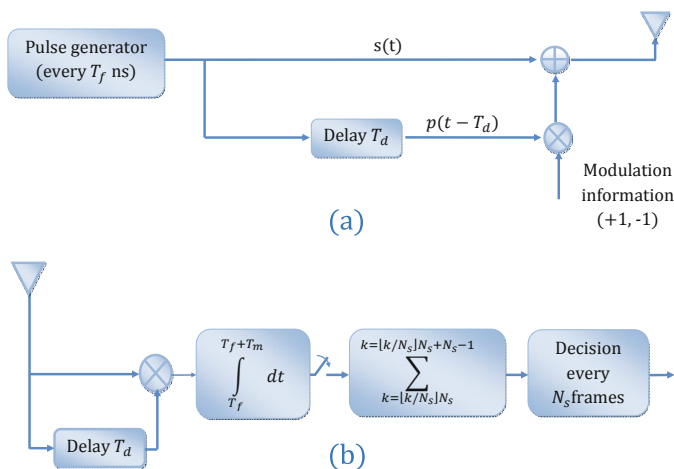 Pulse generator
(every T_f ns)
s(t)
Delay T_d
p(t − T_d)
Modulation
information
(+1, -1)
(a)
T_f+T_m
∫ dt
T_f
k=⌊k/N_s⌋N_s+N_s−1
∑
k=⌊k/N_s⌋N_s
Decision
every
N_s frames
Delay T_d
(b)